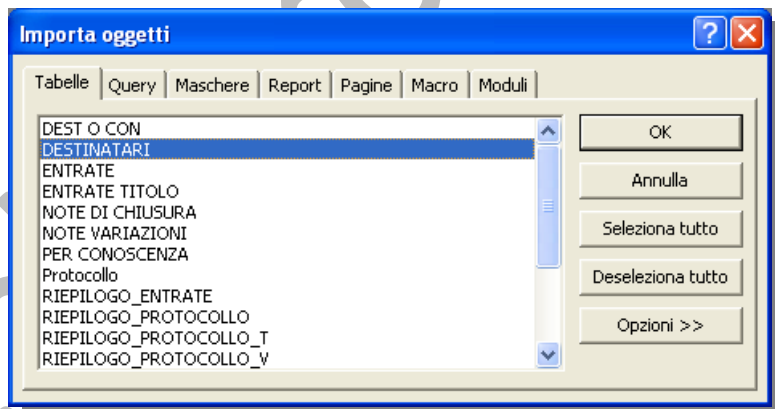 Importa oggetti
Tabelle Query Maschere Report Pagine Macro Moduli
DEST O CON
DESTINATARI
ENTRATE
ENTRATE TITOLO
NOTE DI CHIUSURA
NOTE VARIAZIONI
PER CONOSCENZA
Protocollo
RIEPILOGO_ENTRATE
RIEPILOGO_PROTOCOLLO
RIEPILOGO_PROTOCOLLO_T
RIEPILOGO_PROTOCOLLO_V
OK
Annulla
Seleziona tutto
Deseleziona tutto
Opzioni >>